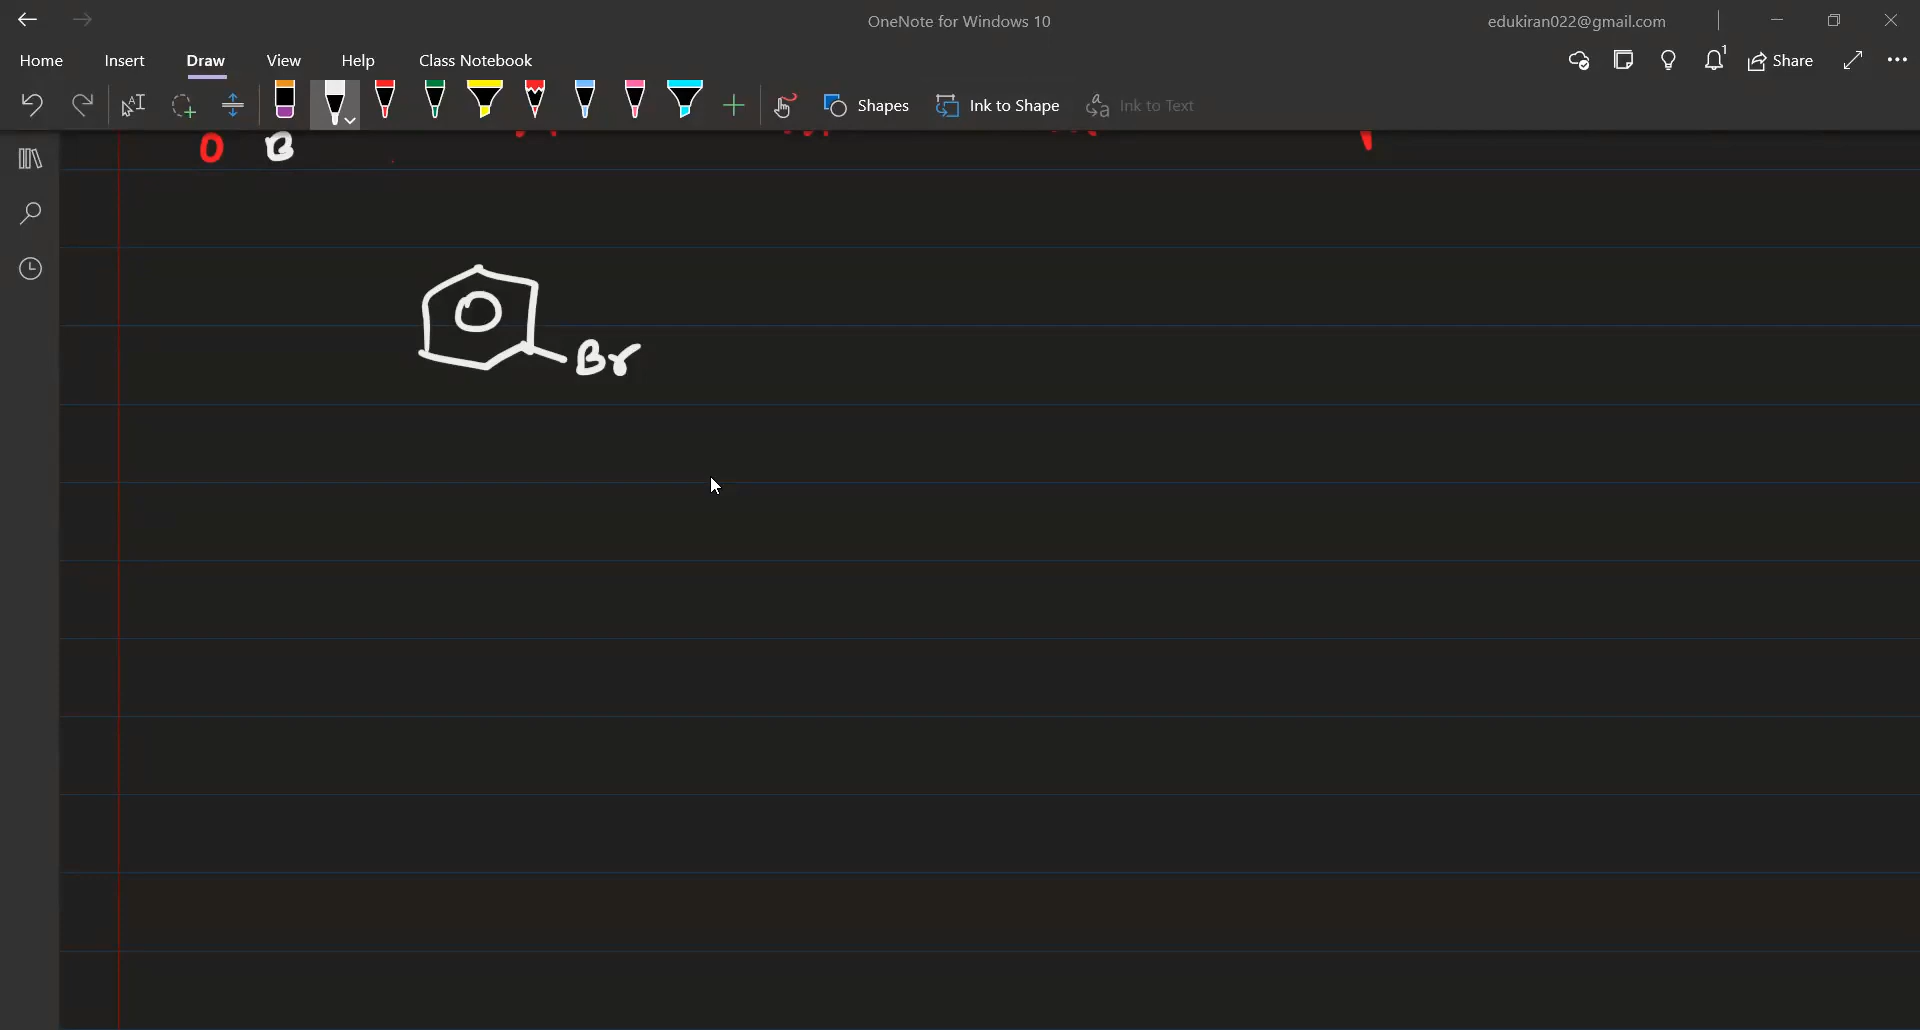 OneNote for Windows 10
edukiran022@gmail.com
Home Insert Draw View Help Class Notebook
1
Share
Shapes Ink to Shape Ink to Text
O B
Br